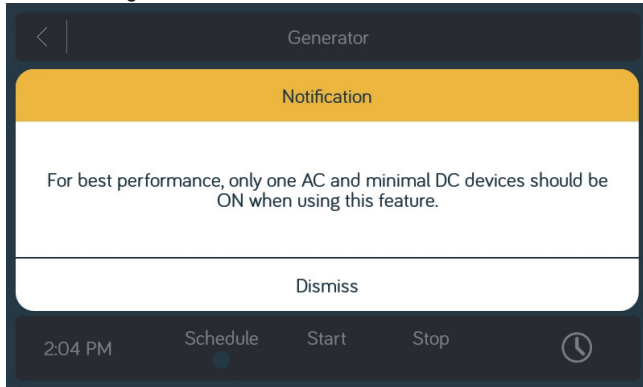 Generator
Notification
For best performance, only one AC and minimal DC devices should be
ON when using this feature.
Dismiss
2:04 PM Schedule Start Stop